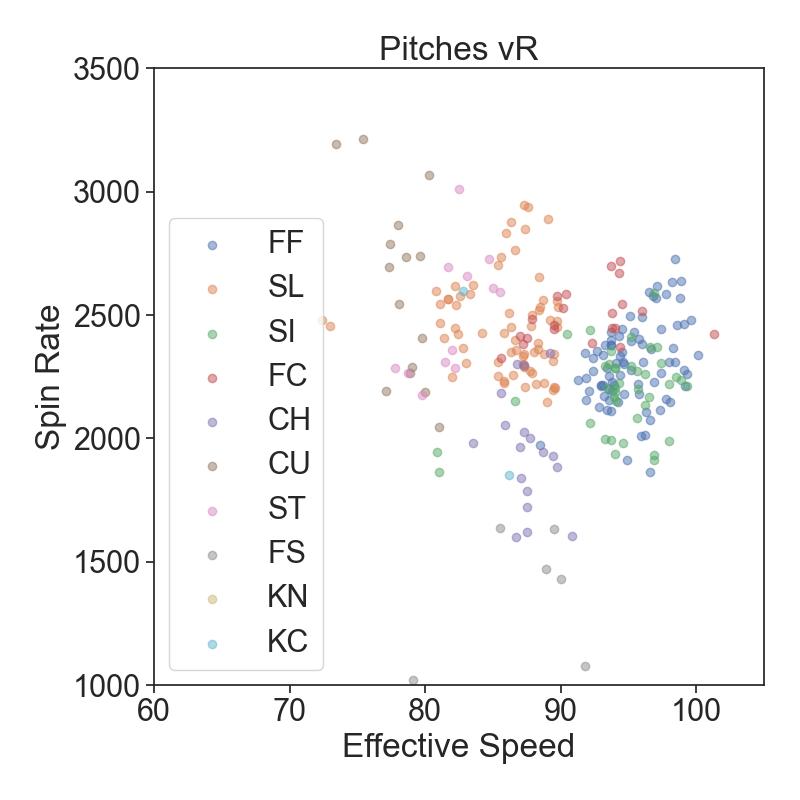 Pitches vR
3500
3000
2500
2000
1500
1000
Spin Rate
FF
SL
SI
FC
CH
CU
ST
FS
KN
KC
60 70 80 90 100
Effective Speed